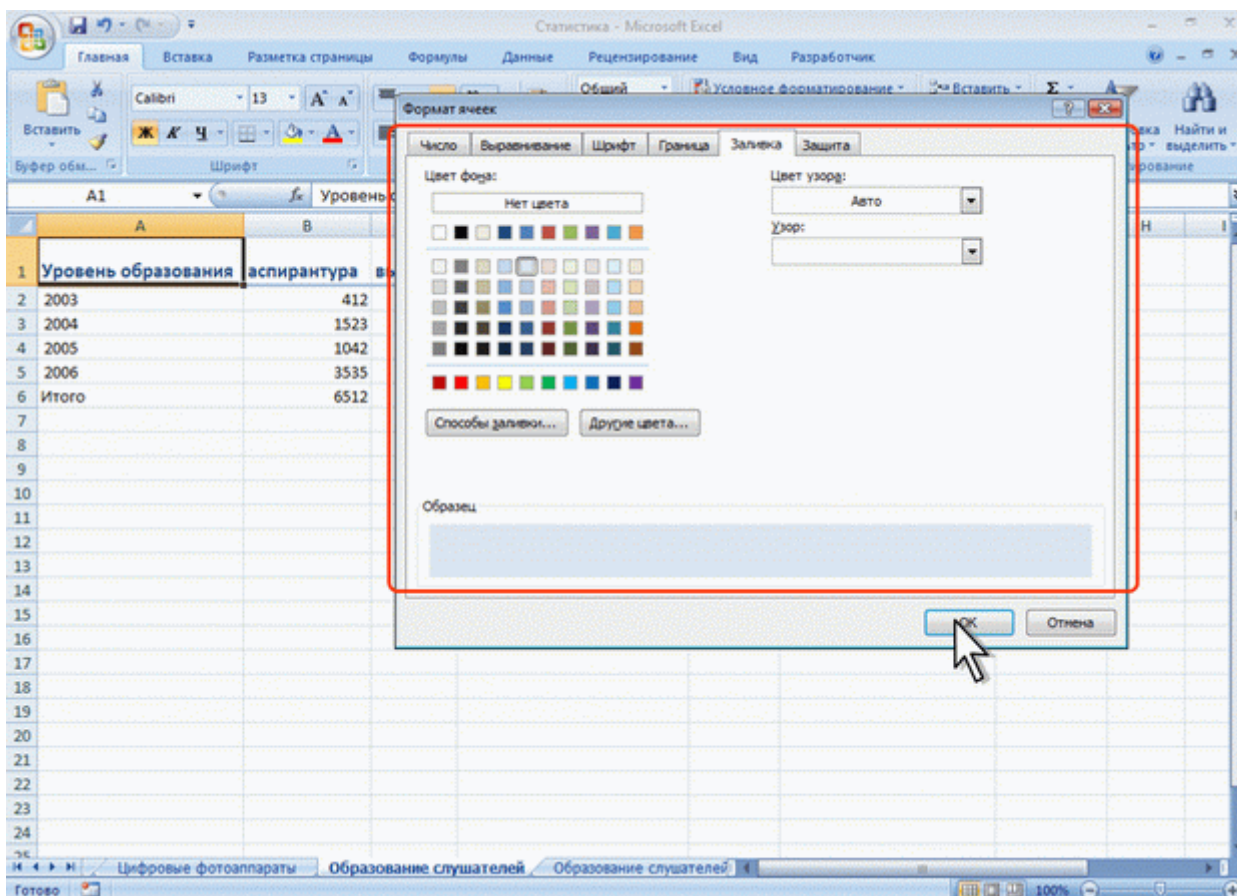 Статистика - Microsoft Excel
Главная Вставка Разметка страницы Формулы Данные Рецензирование Вид Разработчик
Вставить
Calibri 13
Ж К Ч
Общий
Условное форматирование
Вставить
Σ
Найти и выделить
Буфер обм...
Шрифт
A1
fx
Формат ячеек
Число Выравнивание Шрифт Граница Заливка Защита
Цвет фона:
Нет цвета
Цвет узора:
Авто
Узор:
Способы заливки... Другие цвета...
Образец
ОК Отмена
A B H I
1 Уровень образования аспирантура
2 2003 412
3 2004 1523
4 2005 1042
5 2006 3535
6 Итого 6512
7
8
9
10
11
12
13
14
15
16
17
18
19
20
21
22
23
24
25
Цифровые фотоаппараты Образование слушателей Образование слушателей
Готово 100%